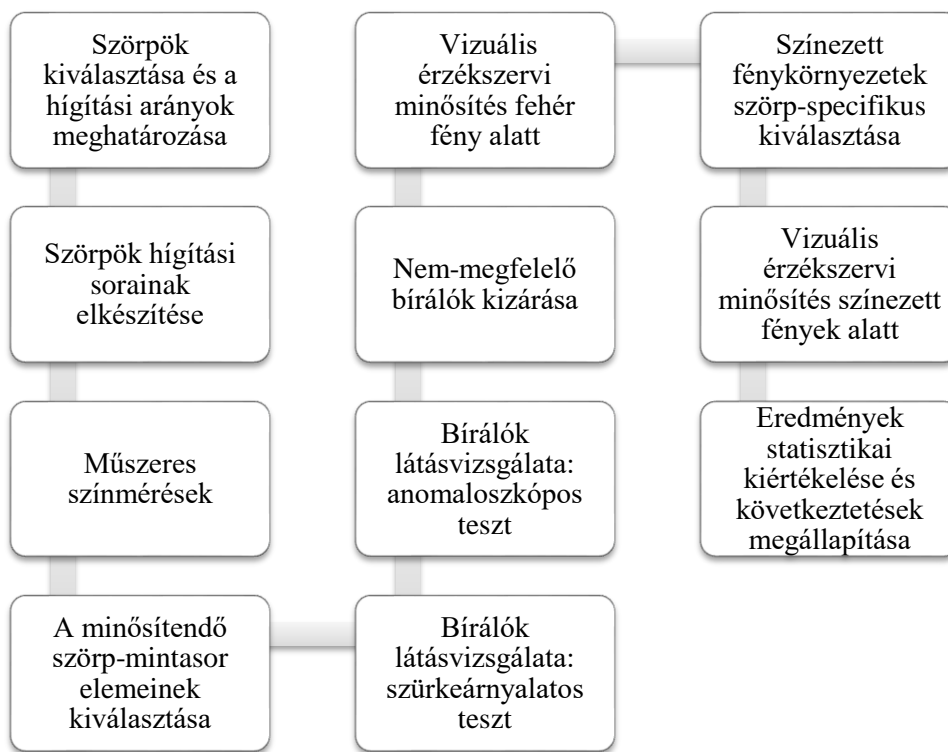 Szörpök
kiválasztása és a
hígítási arányok
meghatározása
Szörpök hígítási
sorainak
elkészítése
Műszeres
színmérések
A minősítendő
szörp-mintasor
elemeinek
kiválasztása
Bírálók
látásvizsgálata:
szürkeárnyalatos
teszt
Bírálók
látásvizsgálata:
anomaloszkópos
teszt
Nem-megfelelő
bírálók kizárása
Vizuális
érzékszervi
minősítés fehér
fény alatt
Színezett
fénykörnyezetek
szörp-specifikus
kiválasztása
Vizuális
érzékszervi
minősítés színezett
fények alatt
Eredmények
statisztikai
kiértékelése és
következtetések
megállapítása